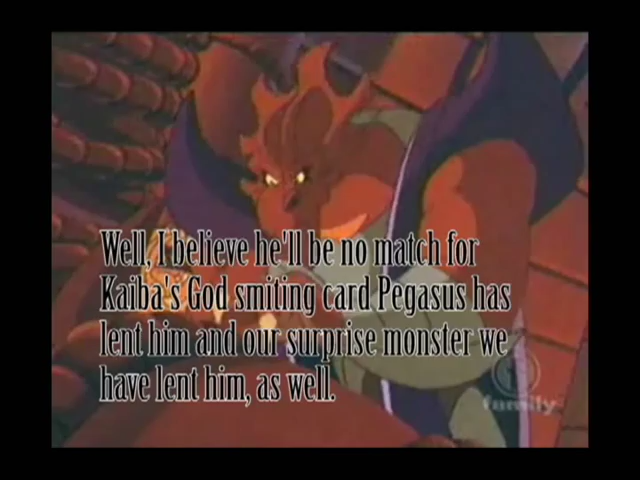 Well, I believe he'll be no match for
Kaiba's God smiting card Pegasus has
lent him and our surprise monster we
have lent him, as well.
family